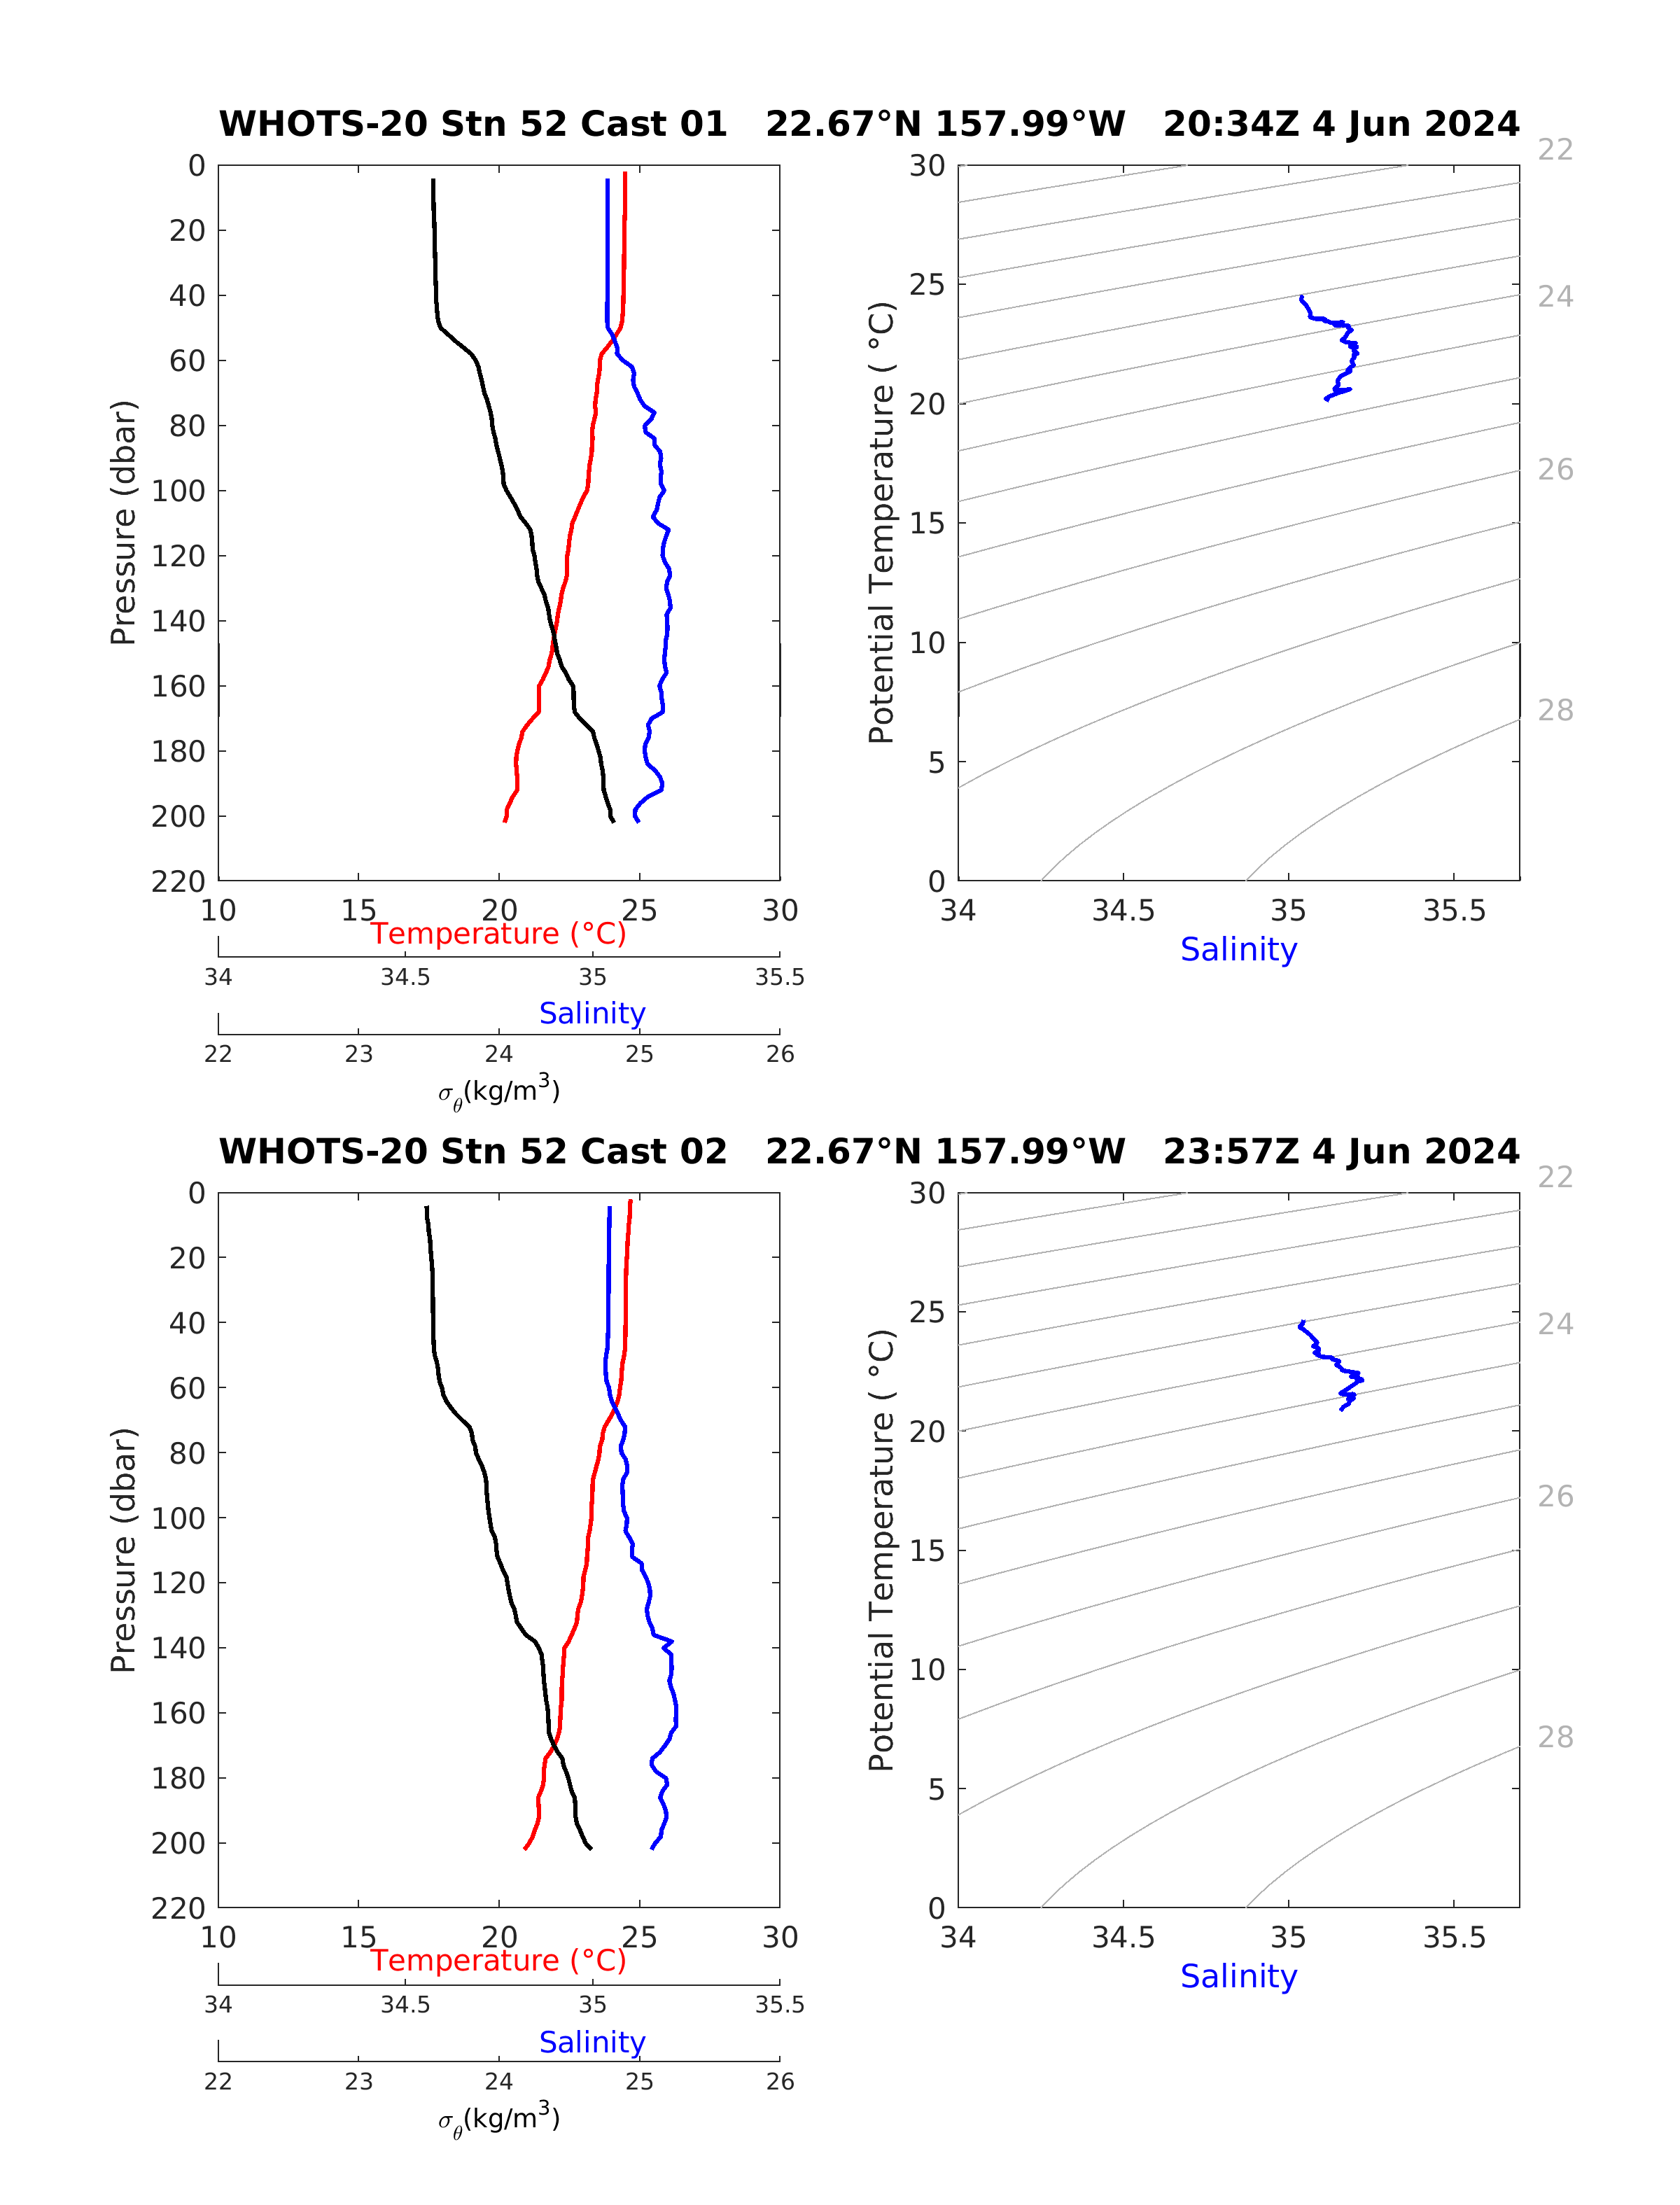 WHOTS-20 Stn 52 Cast 01   22.67°N 157.99°W   20:34Z 4 Jun 2024
0
20
40
60
80
100
120
140
160
180
200
220
Pressure (dbar)
10 15 20 25 30
Temperature (°C)
34 34.5 35 35.5
Salinity
22 23 24 25 26
σθ(kg/m3)
30
25
20
15
10
5
0
Potential Temperature ( °C)
34 34.5 35 35.5
Salinity
22
24
26
28
WHOTS-20 Stn 52 Cast 02   22.67°N 157.99°W   23:57Z 4 Jun 2024
0
20
40
60
80
100
120
140
160
180
200
220
Pressure (dbar)
10 15 20 25 30
Temperature (°C)
34 34.5 35 35.5
Salinity
22 23 24 25 26
σθ(kg/m3)
30
25
20
15
10
5
0
Potential Temperature ( °C)
34 34.5 35 35.5
Salinity
22
24
26
28